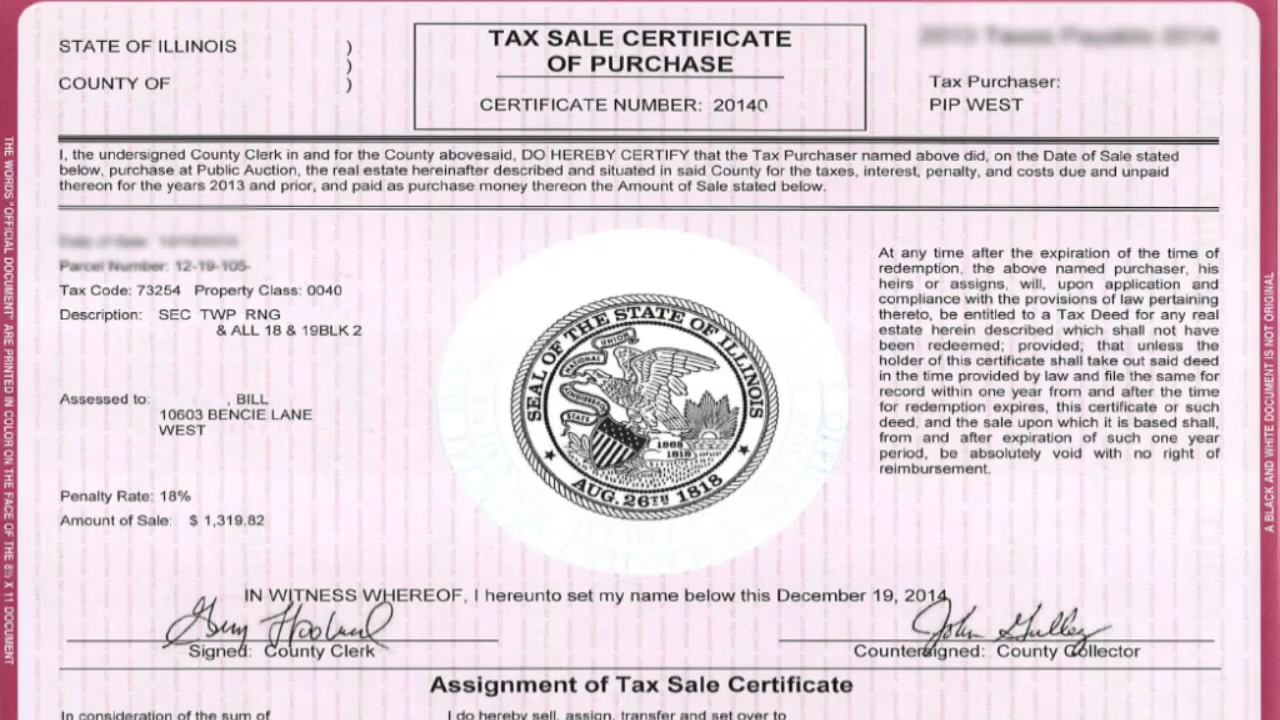 STATE OF ILLINOIS )
)
COUNTY OF )
TAX SALE CERTIFICATE
OF PURCHASE
CERTIFICATE NUMBER: 20140
Tax Purchaser:
PIP WEST
I, the undersigned County Clerk in and for the County abovesaid, DO HEREBY CERTIFY that the Tax Purchaser named above did, on the Date of Sale stated
below, purchase at Public Auction, the real estate hereinafter described and situated in said County for the taxes, interest, penalty, and costs due and unpaid
thereon for the years 2013 and prior, and paid as purchase money thereon the Amount of Sale stated below.
Parcel Number: 12-19-105-
Tax Code: 73254 Property Class: 0040
Description: SEC TWP RNG
& ALL 18 & 19BLK 2
Assessed to: , BILL
10603 BENCIE LANE
WEST
Penalty Rate: 18%
Amount of Sale: $ 1,319.82
SEAL OF THE STATE OF ILLINOIS
NATIONAL UNION
STATE
1868
1818
AUG. 26TH 1818
At any time after the expiration of the time of
redemption, the above named purchaser, his
heirs or assigns, will, upon application and
compliance with the provisions of law pertaining
thereto, be entitled to a Tax Deed for any real
estate herein described which shall not have
been redeemed; provided; that unless the
holder of this certificate shall take out said deed
in the time provided by law and file the same for
record within one year from and after the time
for redemption expires, this certificate or such
deed, and the sale upon which it is based shall,
from and after expiration of such one year
period, be absolutely void with no right of
reimbursement.
IN WITNESS WHEREOF, I hereunto set my name below this December 19, 2014
John Gulley
Signed: County Clerk
Countersigned: County Collector
Assignment of Tax Sale Certificate
In consideration of the sum of
I do hereby sell, assign, transfer and set over to
THE WORDS "OFFICIAL DOCUMENT" ARE PRINTED IN COLOR ON THE FACE OF THE 8½ X 11 DOCUMENT
A BLACK AND WHITE DOCUMENT IS NOT ORIGINAL